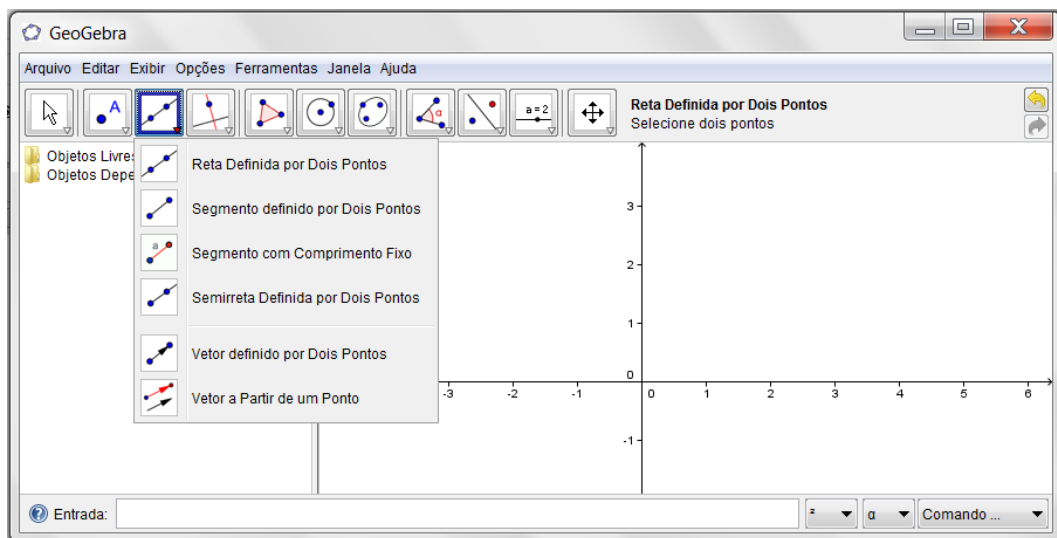 GeoGebra
Arquivo Editar Exibir Opções Ferramentas Janela Ajuda
A
α
a = 2
Reta Definida por Dois Pontos
Selecione dois pontos
Objetos Livre
Objetos Depe
Reta Definida por Dois Pontos
Segmento definido por Dois Pontos
a
Segmento com Comprimento Fixo
Semirreta Definida por Dois Pontos
Vetor definido por Dois Pontos
Vetor a Partir de um Ponto
3
2
1
0
-3 -2 -1 0 1 2 3 4 5 6
-1
Entrada:
² α Comando ...